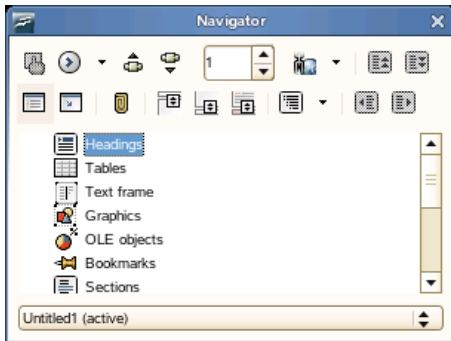 Navigator
1
Headings
Tables
Text frame
Graphics
OLE objects
Bookmarks
Sections
Untitled1 (active)